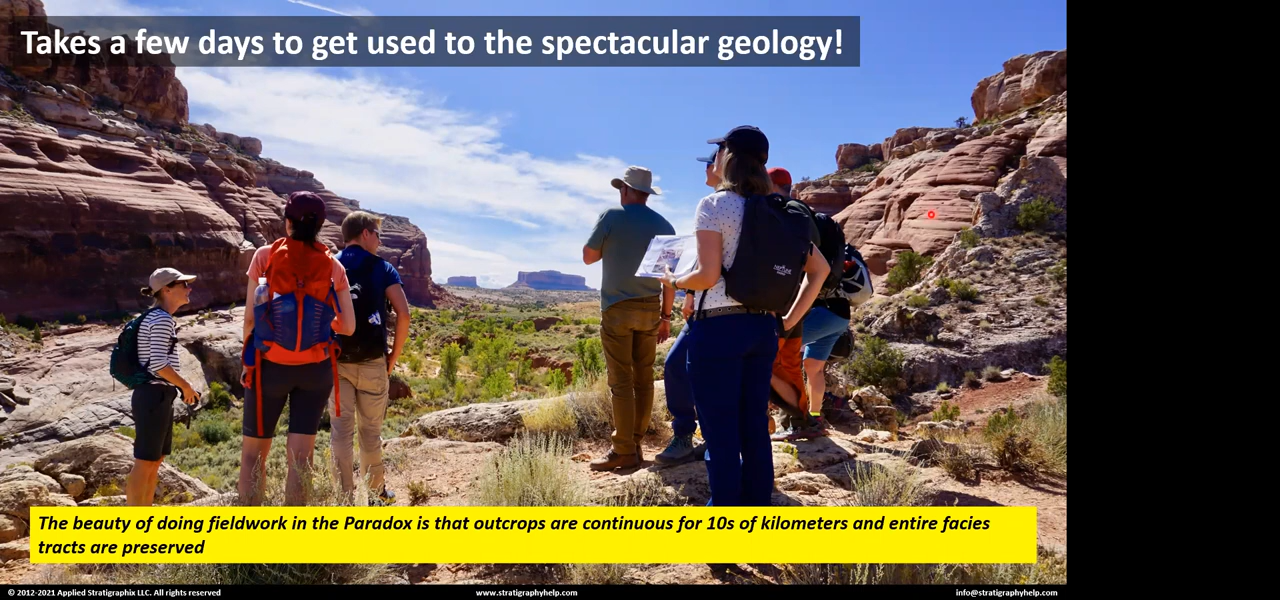 Takes a few days to get used to the spectacular geology!
The beauty of doing fieldwork in the Paradox is that outcrops are continuous for 10s of kilometers and entire facies
tracts are preserved
© 2012-2021 Applied Stratigraphix LLC. All rights reserved
www.stratigraphyhelp.com
info@stratigraphyhelp.com